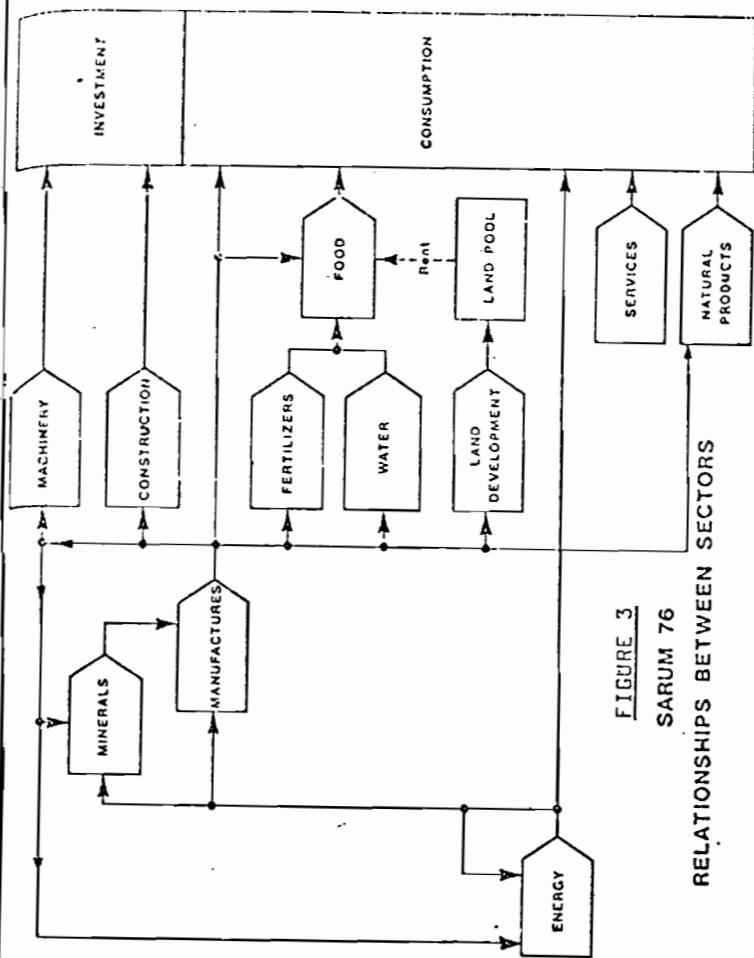 INVESTMENT
CONSUMPTION
MACHINERY
CONSTRUCTION
FOOD
Rent
LAND POOL
SERVICES
NATURAL
PRODUCTS
FERTILIZERS
WATER
LAND
DEVELOPMENT
MINERALS
MANUFACTURES
ENERGY
FIGURE 3
SARUM 76
RELATIONSHIPS BETWEEN SECTORS